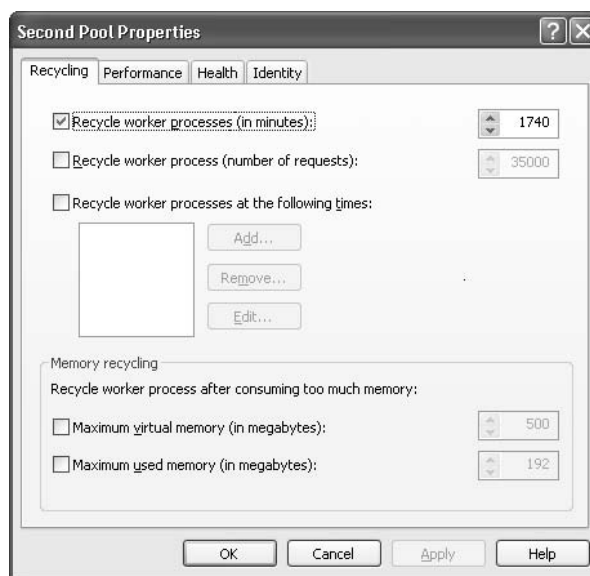 Second Pool Properties
Recycling Performance Health Identity
Recycle worker processes (in minutes): 1740
Recycle worker process (number of requests): 35000
Recycle worker processes at the following times:
Add...
Remove...
Edit...
Memory recycling
Recycle worker process after consuming too much memory:
Maximum virtual memory (in megabytes): 500
Maximum used memory (in megabytes): 192
OK Cancel Apply Help